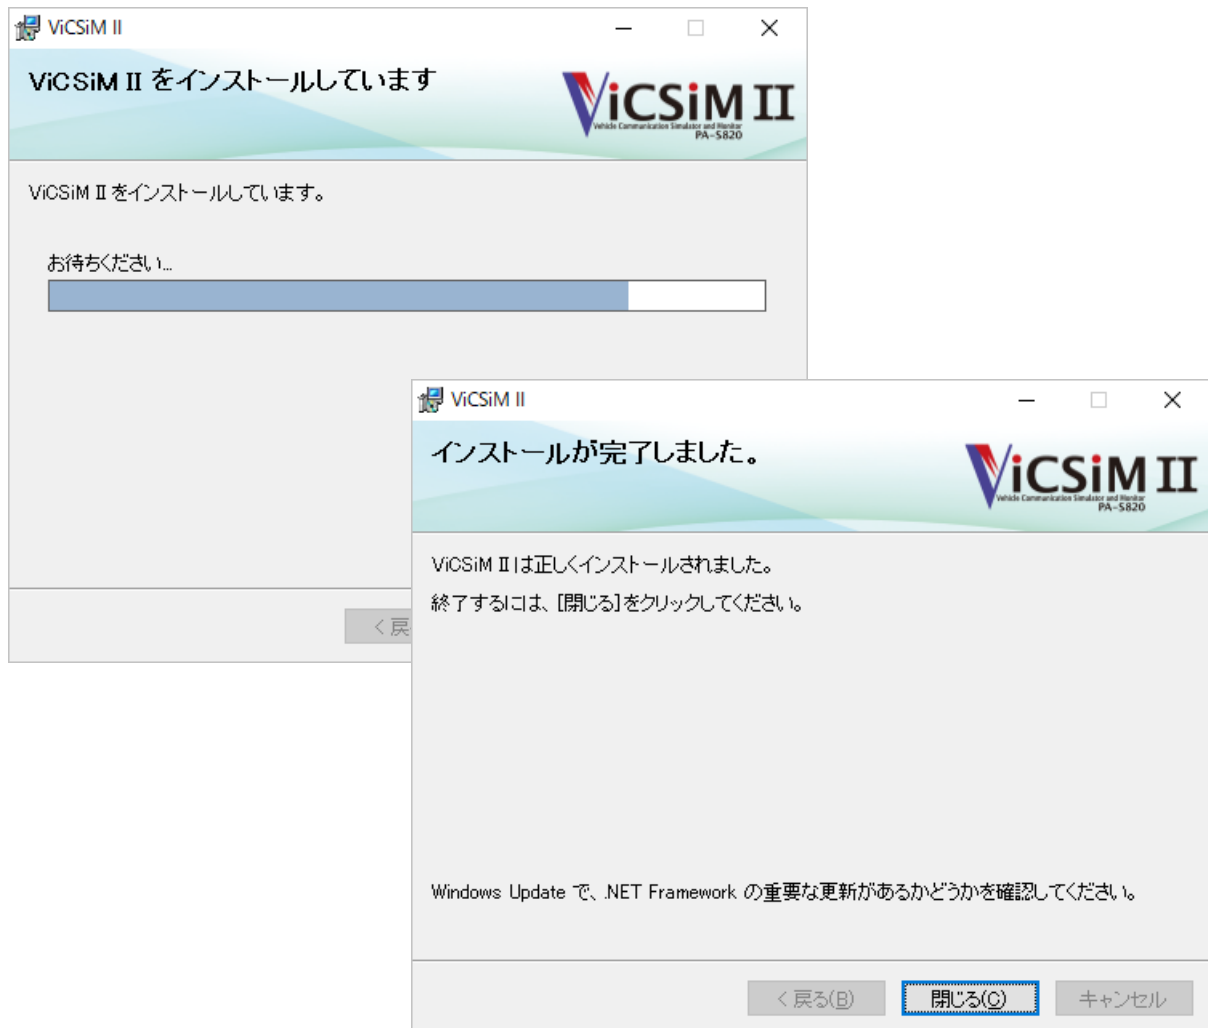 ViCSiM II
ViCSiM II をインストールしています
ViCSiM II
Vehicle Communication Simulator and Monitor
PA-S820
ViCSiM II をインストールしています。
お待ちください...
< 戻
ViCSiM II
インストールが完了しました。
ViCSiM II
Vehicle Communication Simulator and Monitor
PA-S820
ViCSiM II は正しくインストールされました。
終了するには、[閉じる]をクリックしてください。
Windows Update で、.NET Framework の重要な更新があるかどうかを確認してください。
< 戻る(B) 閉じる(C) キャンセル